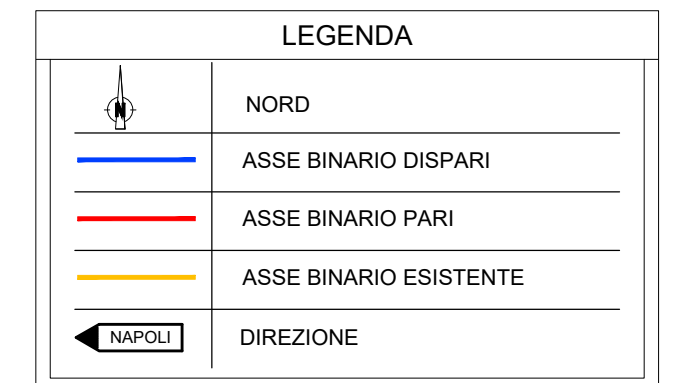 LEGENDA
N
NORD
ASSE BINARIO DISPARI
ASSE BINARIO PARI
ASSE BINARIO ESISTENTE
NAPOLI
DIREZIONE